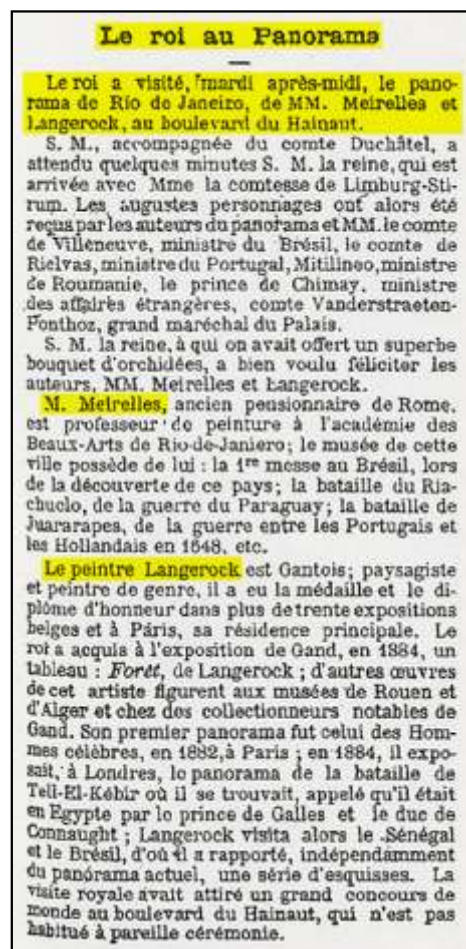 Le roi au Panorama
Le roi a visité, mardi après-midi, le pano-
rama de Rio de Janeiro, de MM. Meirelles et
Langerock, au boulevard du Hainaut.
S. M., accompagnée du comte Duchâtel, a
attendu quelques minutes S. M. la reine, qui est
arrivée avec Mme la comtesse de Limburg-Sti-
rum. Les augustes personnages ont alors été
reçus par les auteurs du panorama et MM. le comte
de Villeneuve, ministre du Brésil, le comte de
Rielvas, ministre du Portugal, Mitilineo, ministre
de Roumanie, le prince de Chimay, ministre
des affaires étrangères, comte Vanderstraeten-
Ponthoz, grand maréchal du Palais.
S. M. la reine, à qui on avait offert un superbe
bouquet d'orchidées, a bien voulu féliciter les
auteurs, MM. Meirelles et Langerock.
M. Meirelles, ancien pensionnaire de Rome,
est professeur de peinture à l'académie des
Beaux-Arts de Rio-de-Janiero; le musée de cette
ville possède de lui : la 1re messe au Brésil, lors
de la découverte de ce pays; la bataille du Ria-
chuelo, de la guerre du Paraguay; la bataille de
Juararapes, de la guerre entre les Portugais et
les Hollandais en 1648, etc.
Le peintre Langerock est Gantois; paysagiste
et peintre de genre, il a eu la médaille et le di-
plôme d'honneur dans plus de trente expositions
belges et à Paris, sa résidence principale. Le
roi a acquis à l'exposition de Gand, en 1884, un
tableau : Forêt, de Langerock; d'autres œuvres
de cet artiste figurent aux musées de Rouen et
d'Alger et chez des collectionneurs notables de
Gand. Son premier panorama fut celui des Hom-
mes célèbres, en 1882, à Paris; en 1884, il expo-
sait, à Londres, le panorama de la bataille de
Tell-El-Kébir où il se trouvait, appelé qu'il était
en Egypte par le prince de Galles et le duc de
Connaught; Langerock visita alors le Sénégal
et le Brésil, d'où il a rapporté, indépendamment
du panorama actuel, une série d'esquisses. La
visite royale avait attiré un grand concours de
monde au boulevard du Hainaut, qui n'est pas
habitué à pareille cérémonie.